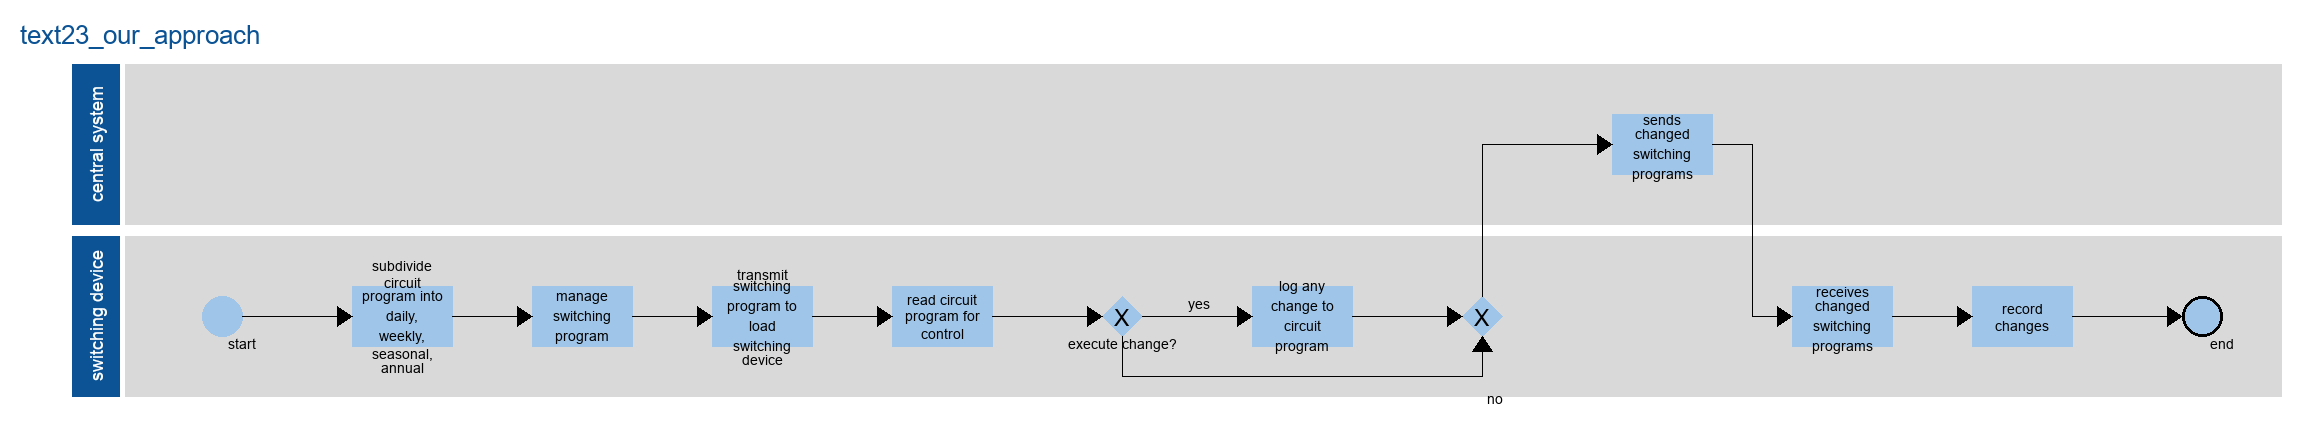 text23_our_approach
central system
sends
changed
switching
programs
switching device
start
subdivide
circuit
program into
daily,
weekly,
seasonal,
annual
manage
switching
program
transmit
switching
program to
load
switching
device
read circuit
program for
control
X
execute change?
yes
log any
change to
circuit
program
X
no
receives
changed
switching
programs
record
changes
end